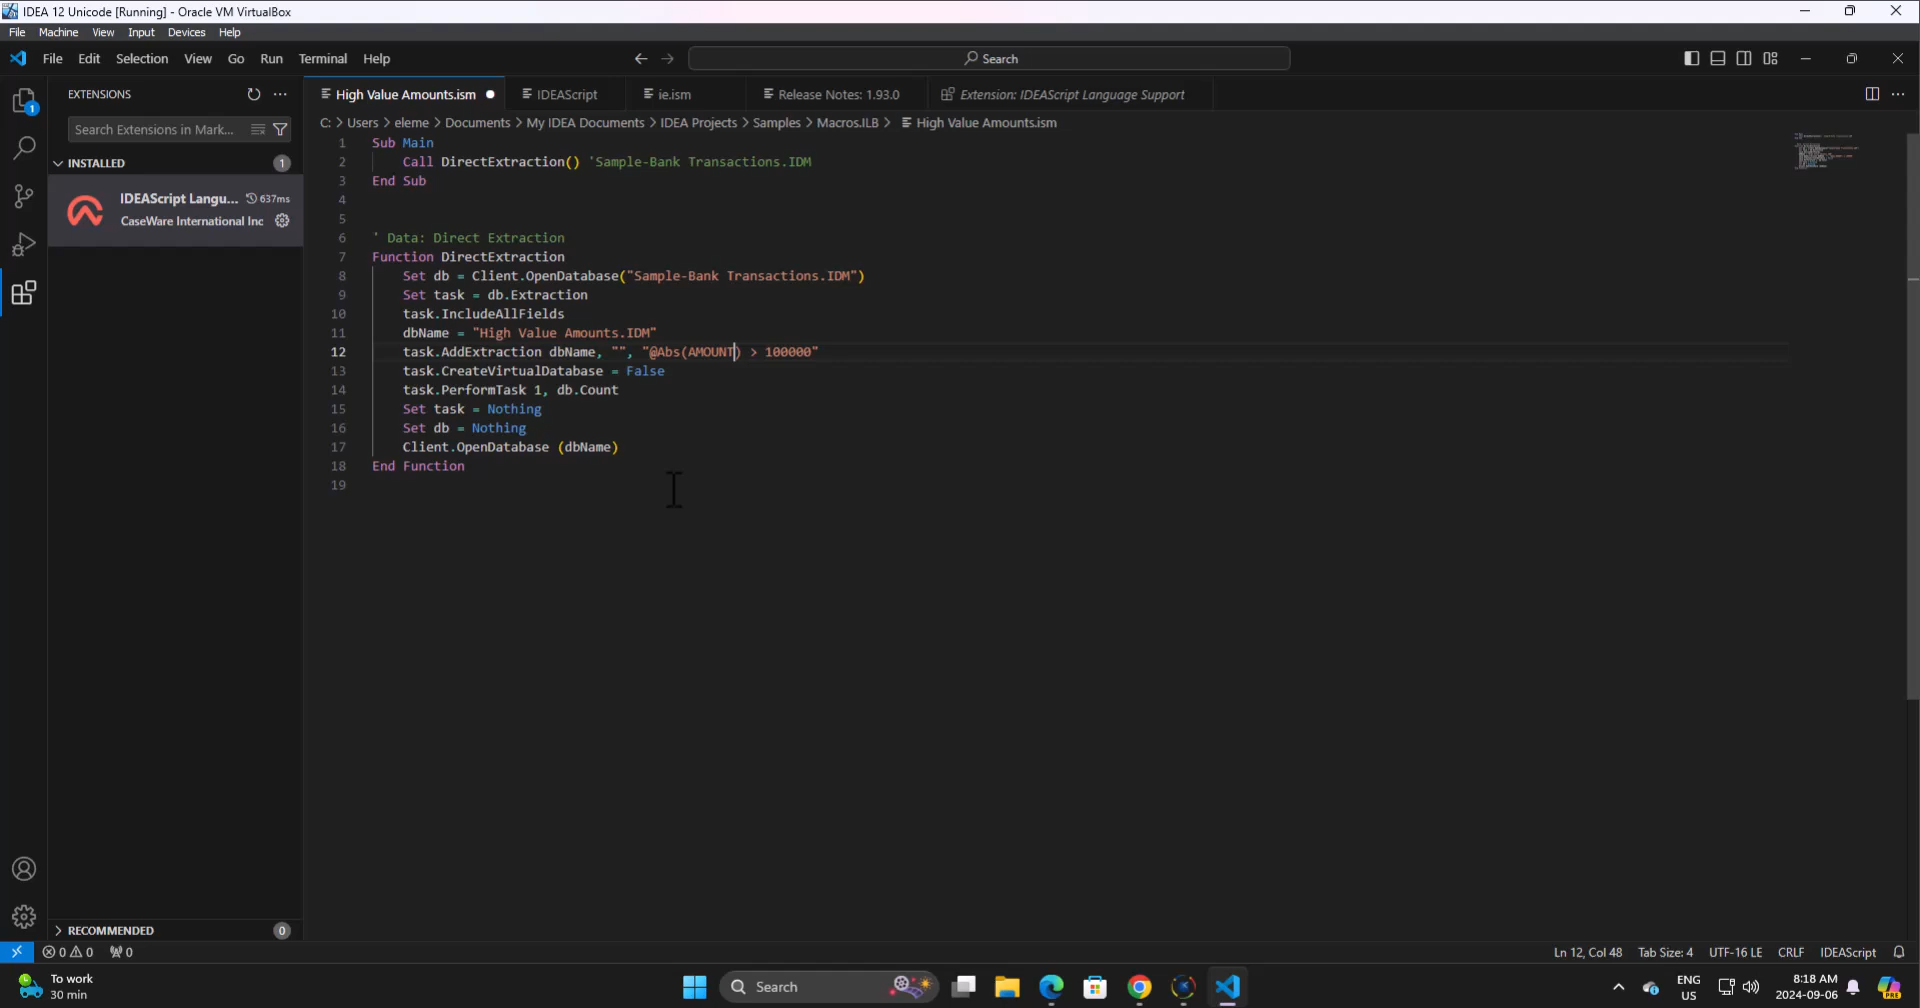 IDEA 12 Unicode [Running] - Oracle VM VirtualBox
File Machine View Input Devices Help
File Edit Selection View Go Run Terminal Help
Search
EXTENSIONS
High Value Amounts.ism
IDEAScript
ie.ism
Release Notes: 1.93.0
Extension: IDEAScript Language Support
1
Search Extensions in Mark...
C: > Users > eleme > Documents > My IDEA Documents > IDEA Projects > Samples > Macros.ILB > High Value Amounts.ism
INSTALLED 1
IDEAScript Langu... 637ms
CaseWare International Inc
1 Sub Main
2 Call DirectExtraction() 'Sample-Bank Transactions.IDM
3 End Sub
4
5
6 ' Data: Direct Extraction
7 Function DirectExtraction
8 Set db = Client.OpenDatabase("Sample-Bank Transactions.IDM")
9 Set task = db.Extraction
10 task.IncludeAllFields
11 dbName = "High Value Amounts.IDM"
12 task.AddExtraction dbName, "", "@Abs(AMOUNT) > 100000"
13 task.CreateVirtualDatabase = False
14 task.PerformTask 1, db.Count
15 Set task = Nothing
16 Set db = Nothing
17 Client.OpenDatabase (dbName)
18 End Function
19
RECOMMENDED 0
0 0 0
Ln 12, Col 48 Tab Size: 4 UTF-16 LE CRLF IDEAScript
To work
30 min
Search
ENG
US
8:18 AM
2024-09-06
PRE